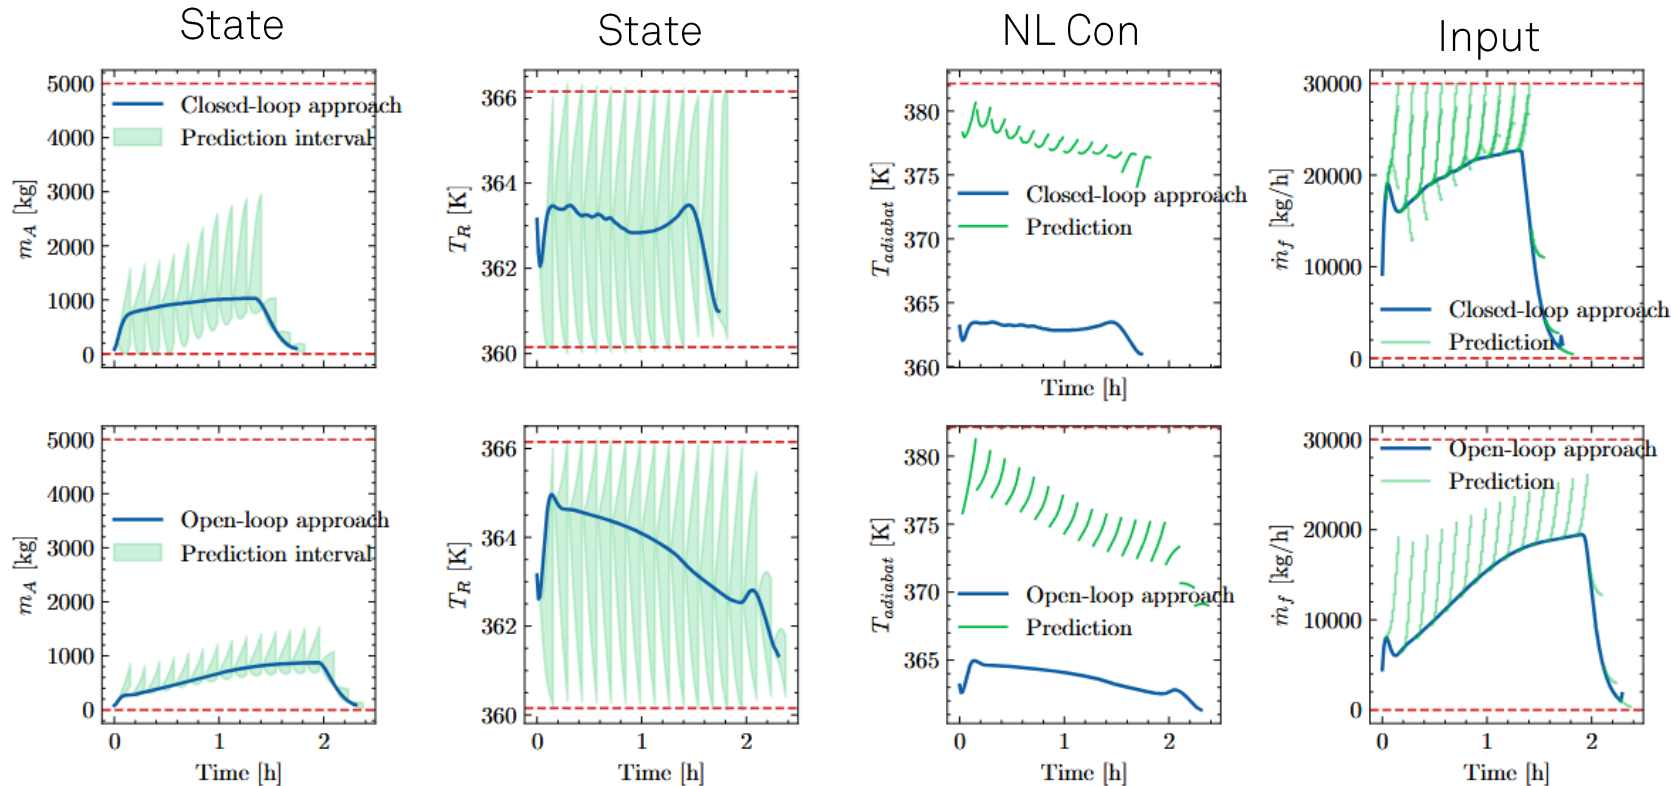 State
State
NL Con
Input
5000
4000
3000
2000
1000
0
m_A [kg]
Closed-loop approach
Prediction interval
366
364
362
360
T_R [K]
380
375
370
365
360
T_adiabat [K]
Closed-loop approach
Prediction
Time [h]
30000
20000
10000
0
ṁ_f [kg/h]
Closed-loop approach
Prediction
5000
4000
3000
2000
1000
0
m_A [kg]
Open-loop approach
Prediction interval
0 1 2
Time [h]
366
364
362
360
T_R [K]
0 1 2
Time [h]
380
375
370
365
T_adiabat [K]
Open-loop approach
Prediction
0 1 2
Time [h]
30000
20000
10000
0
ṁ_f [kg/h]
Open-loop approach
Prediction
0 1 2
Time [h]